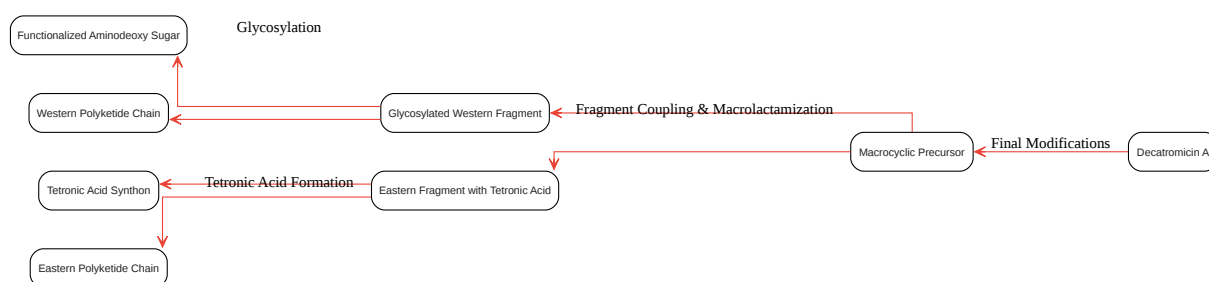 Functionalized Aminodeoxy Sugar
Glycosylation
Western Polyketide Chain
Glycosylated Western Fragment
Fragment Coupling & Macrolactamization
Macrocyclic Precursor
Final Modifications
Decatromicin A
Tetronic Acid Synthon
Tetronic Acid Formation
Eastern Fragment with Tetronic Acid
Eastern Polyketide Chain